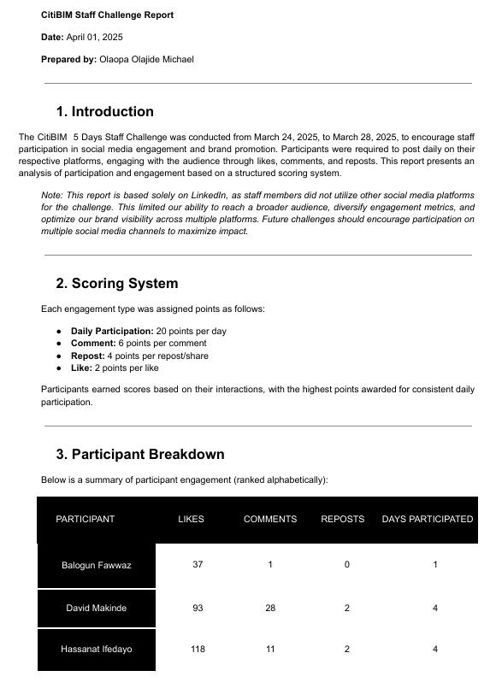 CitiBIM Staff Challenge Report
Date: April 01, 2025
Prepared by: Olaopa Olajide Michael
1. Introduction
The CitiBIM 5 Days Staff Challenge was conducted from March 24, 2025, to March 28, 2025, to encourage staff
participation in social media engagement and brand promotion. Participants were required to post daily on their
respective platforms, engaging with the audience through likes, comments, and reposts. This report presents an
analysis of participation and engagement based on a structured scoring system.
Note: This report is based solely on LinkedIn, as staff members did not utilize other social media platforms
for the challenge. This limited our ability to reach a broader audience, diversify engagement metrics, and
optimize our brand visibility across multiple platforms. Future challenges should encourage participation on
multiple social media channels to maximize impact.
2. Scoring System
Each engagement type was assigned points as follows:
● Daily Participation: 20 points per day
● Comment: 6 points per comment
● Repost: 4 points per repost/share
● Like: 2 points per like
Participants earned scores based on their interactions, with the highest points awarded for consistent daily
participation.
3. Participant Breakdown
Below is a summary of participant engagement (ranked alphabetically):
PARTICIPANT LIKES COMMENTS REPOSTS DAYS PARTICIPATED
Balogun Fawwaz 37 1 0 1
David Makinde 93 28 2 4
Hassanat Ifedayo 118 11 2 4